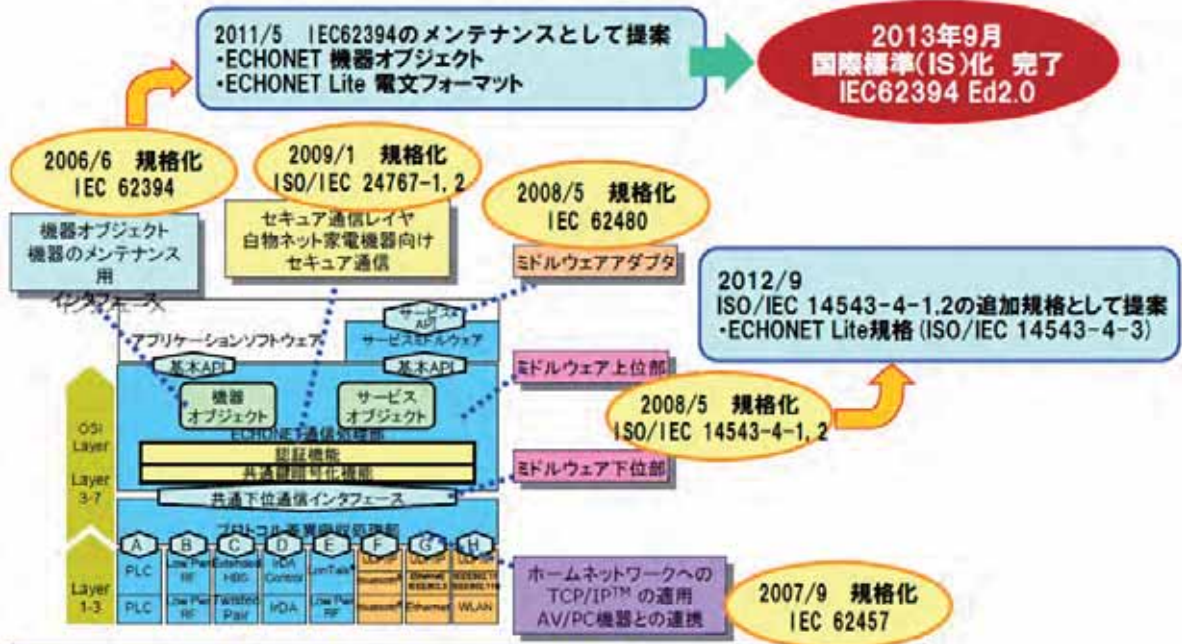 2011/5 IEC62394のメンテナンスとして提案
・ECHONET 機器オブジェクト
・ECHONET Lite 電文フォーマット
2013年9月
国際標準(IS)化 完了
IEC62394 Ed2.0
2006/6 規格化
IEC 62394
2009/1 規格化
ISO/IEC 24767-1,2
2008/5 規格化
IEC 62480
機器オブジェクト
機器のメンテナンス
用
インタフェース
セキュア通信レイヤ
白物ネット家電機器向け
セキュア通信
ミドルウェアアダプタ
2012/9
ISO/IEC 14543-4-1,2の追加規格として提案
・ECHONET Lite規格(ISO/IEC 14543-4-3)
サービス
API
アプリケーションソフトウェア
サービスミドルウェア
基本API
基本API
ミドルウェア上位部
機器
オブジェクト
サービス
オブジェクト
2008/5 規格化
ISO/IEC 14543-4-1,2
ECHONET通信処理部
認証機能
共通鍵暗号化機能
ミドルウェア下位部
共通下位通信インタフェース
プロトコル差異吸収処理部
OSI
Layer
Layer
3-7
Layer
1-3
A B C D E F G H
PLC
Low Pwr
RF
Extended
HBS
IrDA
Control
LonTalk®
PLC
Low Pwr
RF
Twisted
Pair
IrDA
Low Pwr
RF
Ethernet
WLAN
ホームネットワークへの
TCP/IP™ の適用
AV/PC機器との連携
2007/9 規格化
IEC 62457